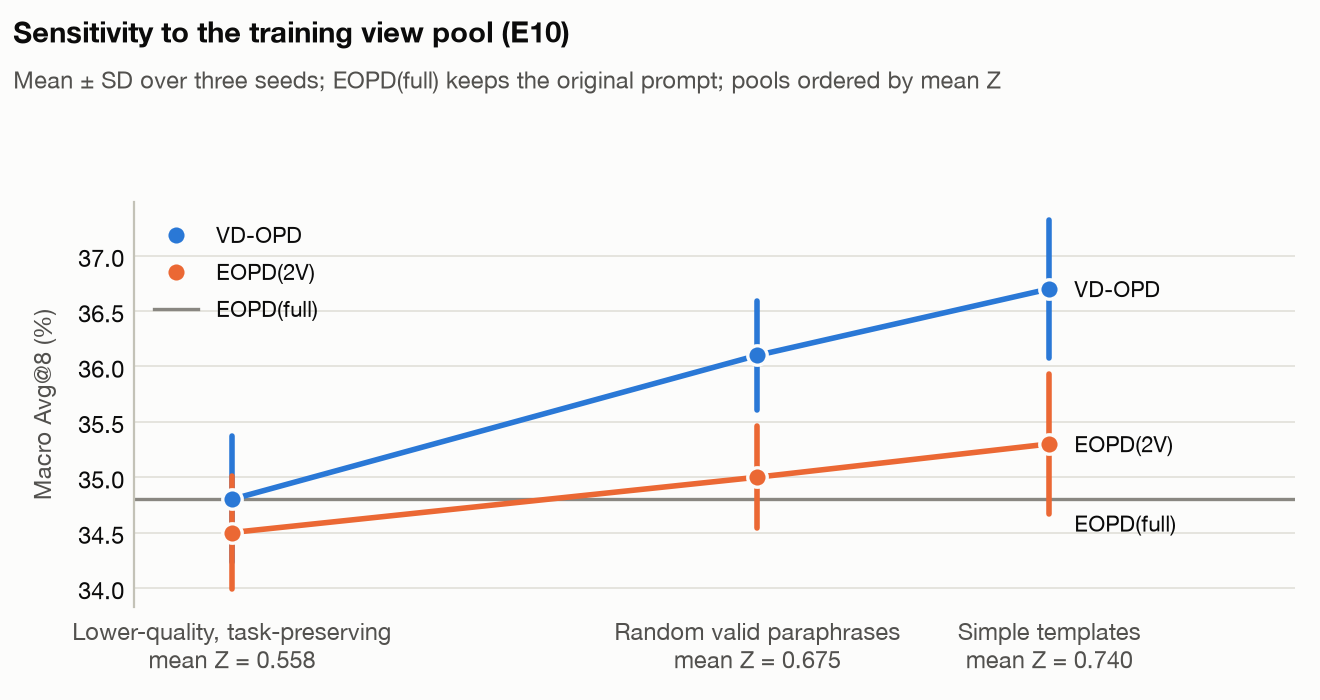 Sensitivity to the training view pool (E10)
Mean ± SD over three seeds; EOPD(full) keeps the original prompt; pools ordered by mean Z
VD-OPD
EOPD(2V)
EOPD(full)
37.0
36.5
36.0
35.5
35.0
34.5
34.0
Macro Avg@8 (%)
VD-OPD
EOPD(2V)
EOPD(full)
Lower-quality, task-preserving
mean Z = 0.558
Random valid paraphrases
mean Z = 0.675
Simple templates
mean Z = 0.740